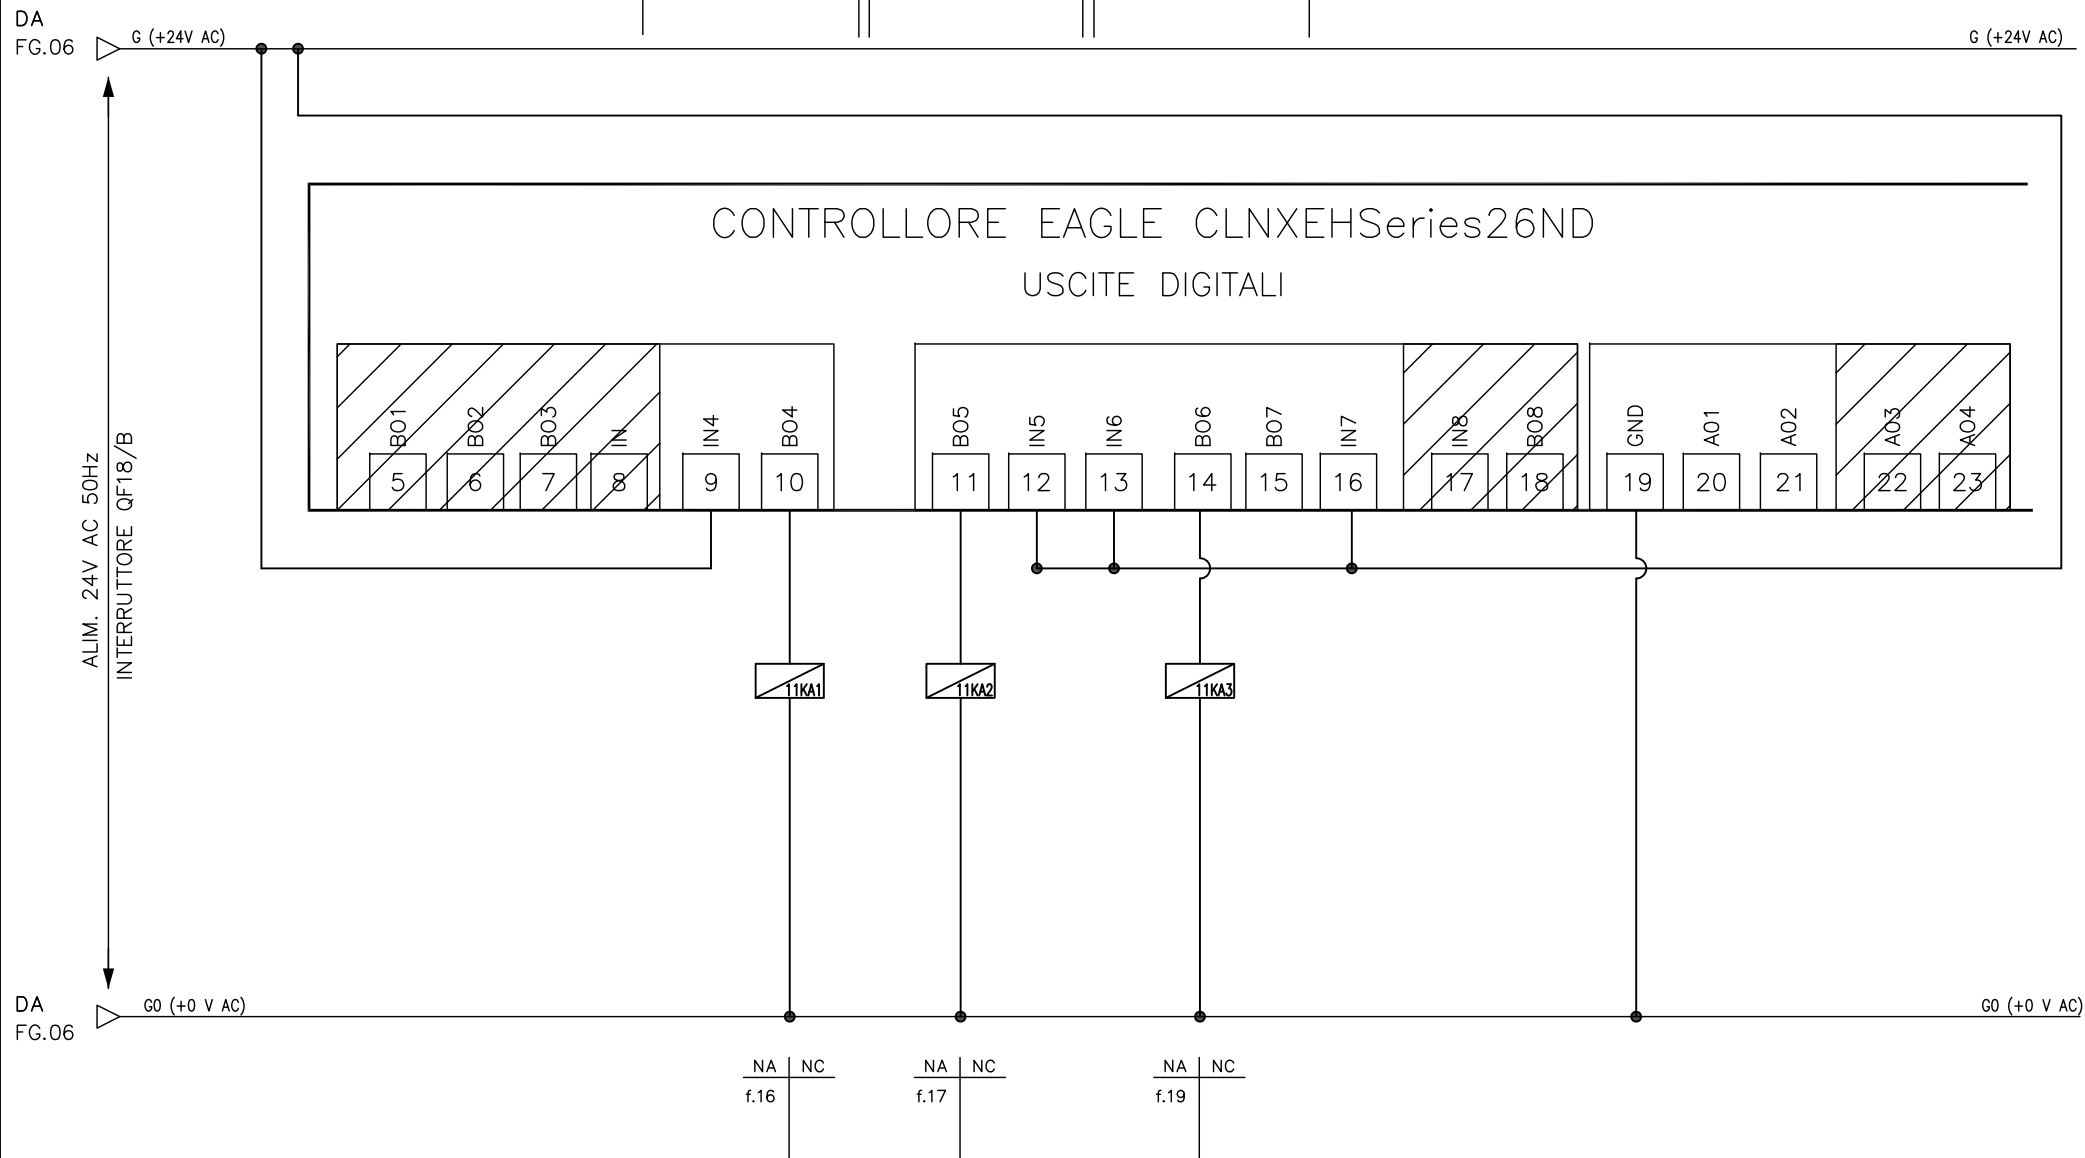 DA
FG.06
G (+24V AC)
G (+24V AC)
CONTROLLORE EAGLE CLNXEHSeries26ND
USCITE DIGITALI
BO1
BO2
BO3
IN
IN4
BO4
BO5
IN5
IN6
BO6
BO7
IN7
IN8
BO8
GND
AO1
AO2
AO3
AO4
5
6
7
8
9
10
11
12
13
14
15
16
17
18
19
20
21
22
23
ALIM. 24V AC 50Hz
INTERRUTTORE QF18/B
11KA1
11KA2
11KA3
DA
FG.06
G0 (+0 V AC)
G0 (+0 V AC)
NA NC
f.16
NA NC
f.17
NA NC
f.19